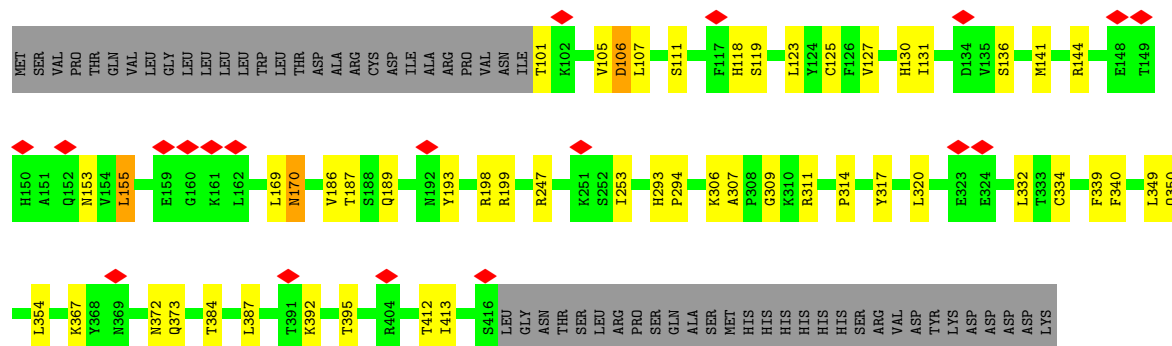 MET SER VAL PRO THR GLN VAL LEU GLY LEU LEU LEU LEU TRP LEU THR ASP ALA ARG CYS ASP ILE ALA ARG PRO VAL ASN ILE T101 K102 V105 D106 L107 S111 F117 H118 S119 L123 Y124 C125 F126 V127 H130 I131 D134 V135 S136 M141 R144 E148 T149
H150 A151 Q152 N153 V154 L155 E159 G160 K161 L162 L169 N170 V186 T187 S188 Q189 N192 Y193 R198 R199 R247 K251 S252 I253 H293 P294 K306 A307 P308 G309 K310 R311 P314 Y317 L320 E323 E324 L332 T333 C334 F339 F340 L349 Q350
L354 K367 Y368 N369 N372 Q373 T384 L387 T391 K392 T395 R404 T412 I413 S416 LEU GLY ASN THR SER LEU ARG PRO SER GLN ALA SER MET HIS HIS HIS HIS HIS HIS SER ARG VAL ASP TYR LYS ASP ASP ASP ASP LYS